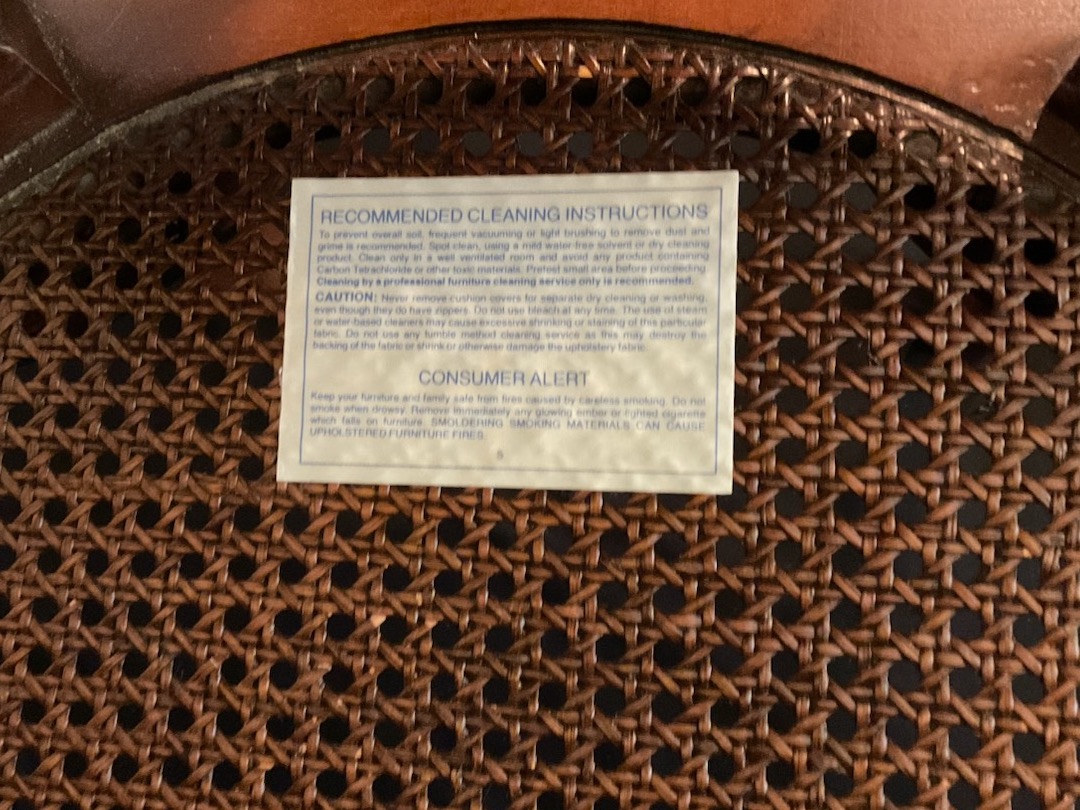 RECOMMENDED CLEANING INSTRUCTIONS
To prevent overall soil, frequent vacuuming or light brushing to remove dust and
grime is recommended. Spot clean, using a mild water free solvent or dry cleaning
product. Clean only in a well ventilated room and avoid any product containing
Carbon Tetrachloride or other toxic materials. Pretest small area before proceeding.
Cleaning by a professional furniture cleaning service only is recommended.
CAUTION: Never remove cushion covers for separate dry cleaning or washing,
even though they do have zippers. Do not use bleach at any time. The use of steam
or water-based cleaners may cause excessive shrinking or staining of this particular
fabric. Do not use any tumble method cleaning service as this may destroy the
backing of the fabric or shrink or otherwise damage the upholstery fabric.
CONSUMER ALERT
Keep your furniture and family safe from fires caused by careless smoking. Do not
smoke when drowsy. Remove immediately any glowing ember or lighted cigarette
which falls on furniture. SMOLDERING SMOKING MATERIALS CAN CAUSE
UPHOLSTERED FURNITURE FIRES.